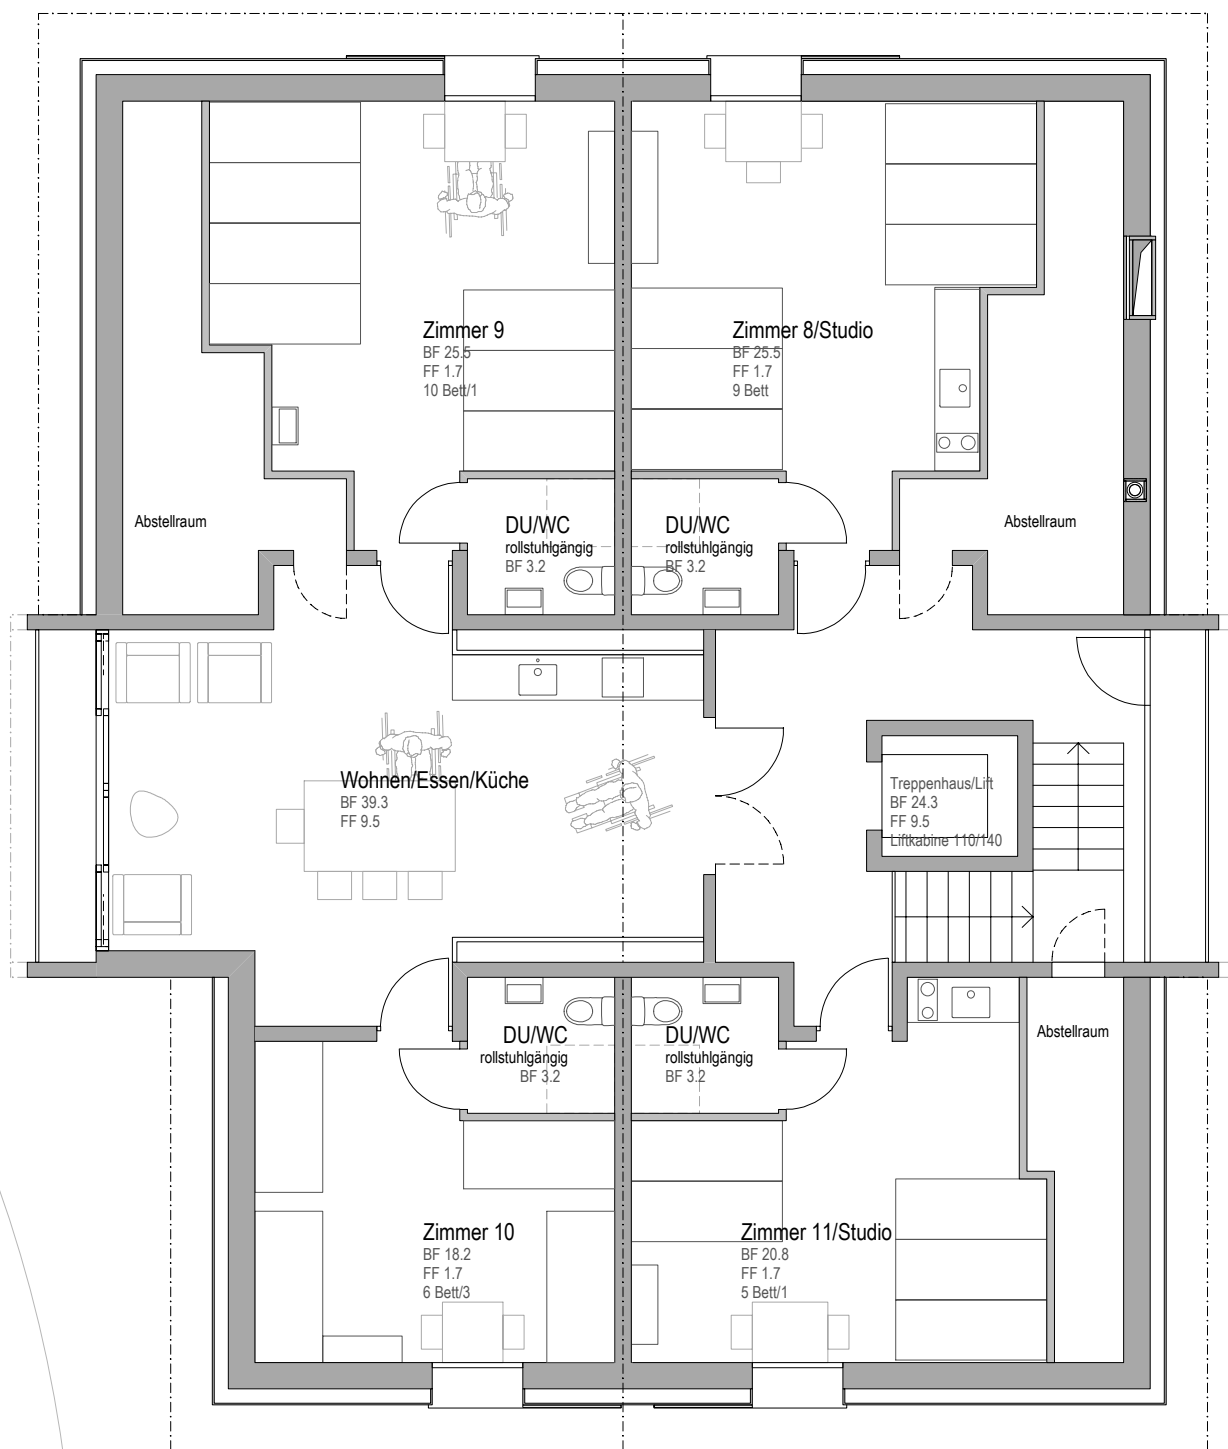 Zimmer 9
BF 25.5
FF 1.7
10 Bett/1
Zimmer 8/Studio
BF 25.5
FF 1.7
9 Bett
Abstellraum
DU/WC
rollstuhlgängig
BF 3.2
DU/WC
rollstuhlgängig
BF 3.2
Abstellraum
Wohnen/Essen/Küche
BF 39.3
FF 9.5
Treppenhaus/Lift
BF 24.3
FF 9.5
Liftkabine 110/140
DU/WC
rollstuhlgängig
BF 3.2
DU/WC
rollstuhlgängig
BF 3.2
Abstellraum
Zimmer 10
BF 18.2
FF 1.7
6 Bett/3
Zimmer 11/Studio
BF 20.8
FF 1.7
5 Bett/1